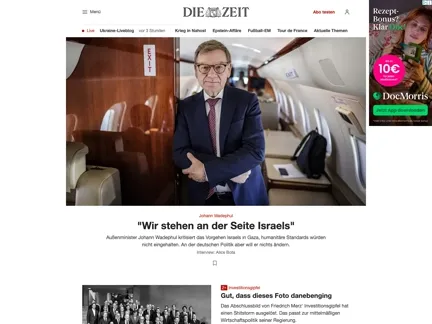 Menü
DIE ZEIT
Abo testen
Live
Ukraine-Liveblog
vor 3 Stunden
Krieg in Nahost
Epstein-Affäre
Fußball-EM
Tour de France
Aktuelle Themen
EXIT
Rezept-
Bonus?
Klar
10€
DocMorris
Johann Wadephul
"Wir stehen an der Seite Israels"
Außenminister Johann Wadephul kritisiert das Vorgehen Israels in Gaza, humanitäre Standards würden
nicht eingehalten. An der deutschen Politik aber will er nichts ändern.
Interview: Alice Bota
Z+ Investitionsgipfel
Gut, dass dieses Foto danebenging
Das Abschlussbild von Friedrich Merz' Investitionsgipfel hat
einen Shitstorm ausgelöst. Das passt zur mittelmäßigen
Wirtschaftspolitik seiner Regierung.